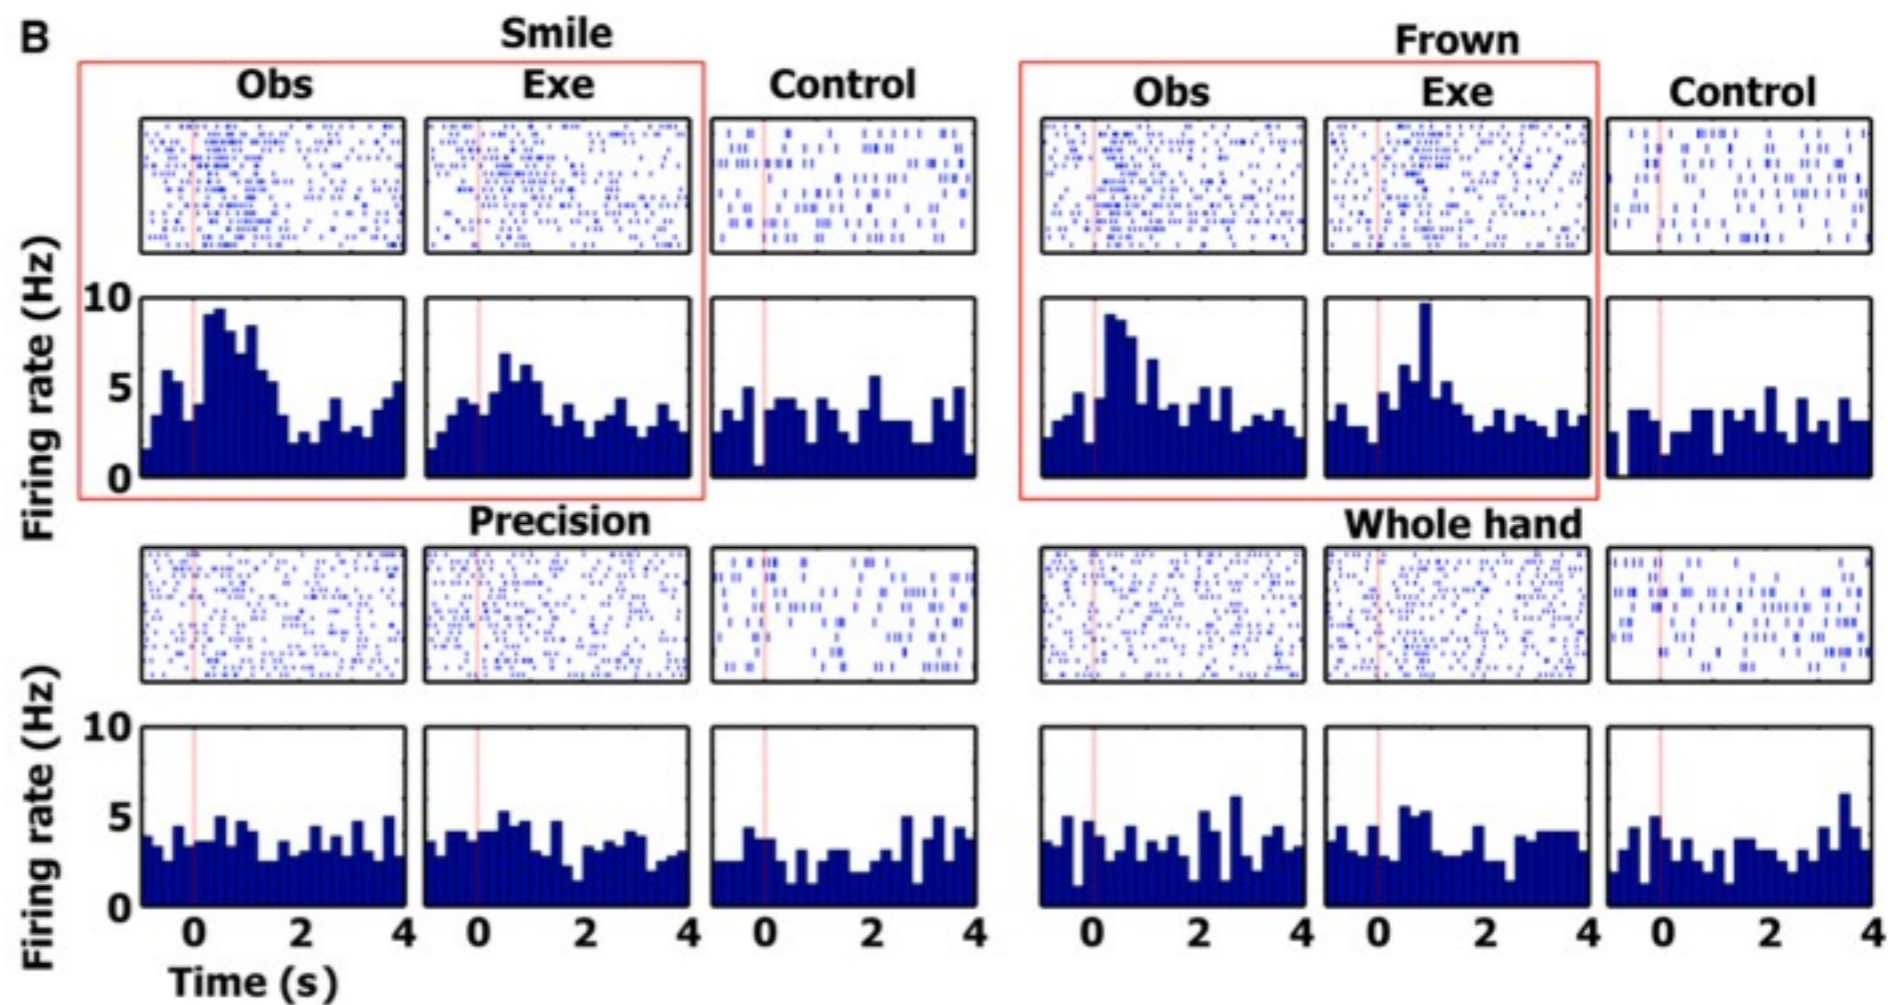 B
Smile
Frown
Obs Exe Control
Obs Exe Control
Firing rate (Hz)
10
5
0
Precision
Whole hand
Firing rate (Hz)
10
5
0
0 2 4 0 2 4 0 2 4
0 2 4 0 2 4 0 2 4
Time (s)